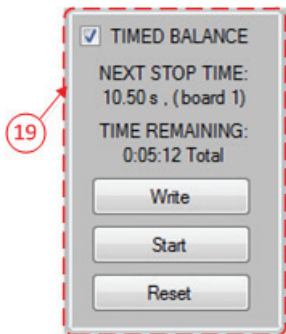 TIMED BALANCE
NEXT STOP TIME:
10.50 s , (board 1)
TIME REMAINING:
0:05:12 Total
Write
Start
Reset
19